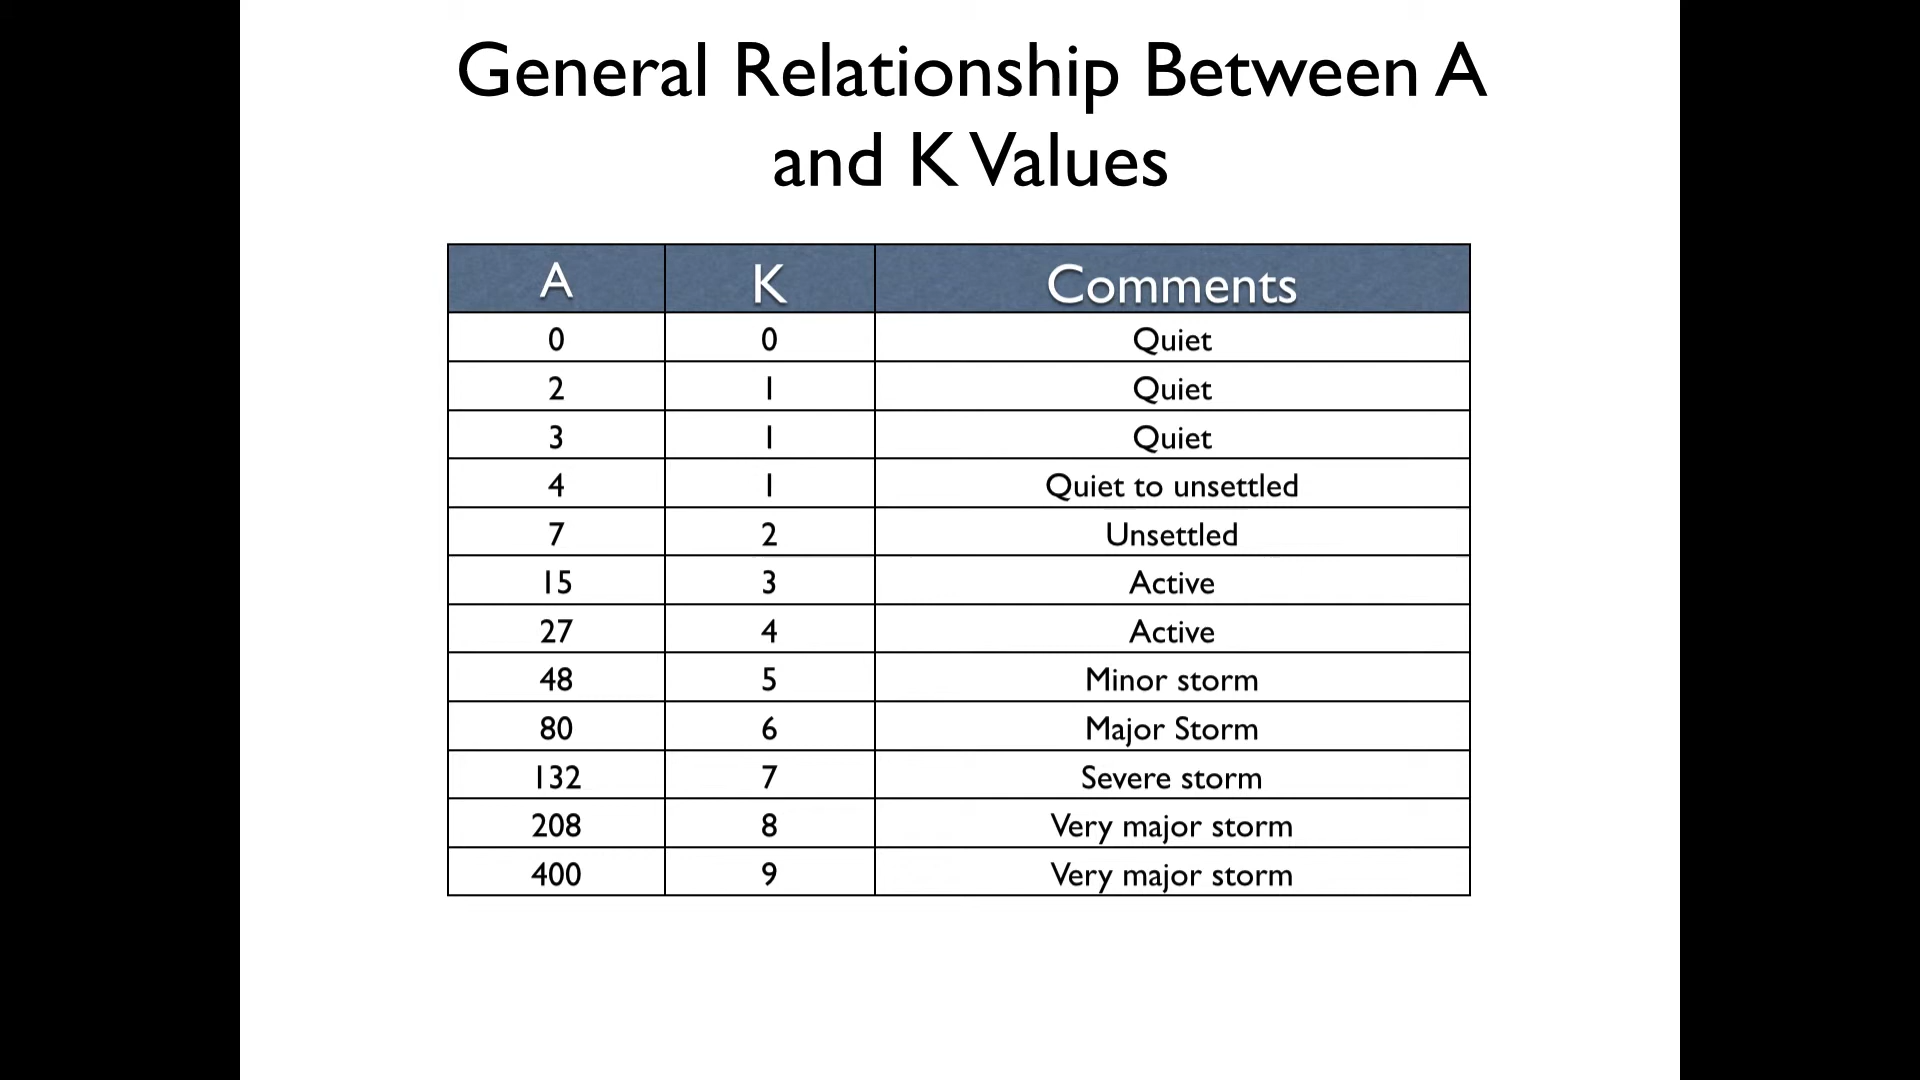 General Relationship Between A
and K Values
A K Comments
0 0 Quiet
2 1 Quiet
3 1 Quiet
4 1 Quiet to unsettled
7 2 Unsettled
15 3 Active
27 4 Active
48 5 Minor storm
80 6 Major Storm
132 7 Severe storm
208 8 Very major storm
400 9 Very major storm